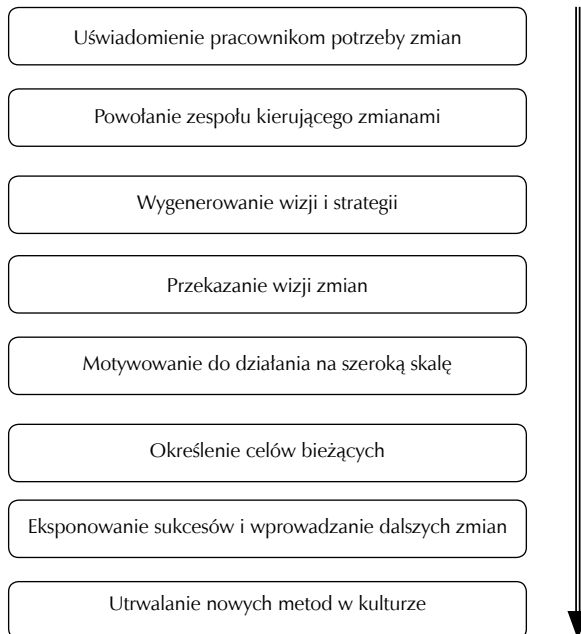 Uświadomienie pracownikom potrzeby zmian
Powołanie zespołu kierującego zmianami
Wygenerowanie wizji i strategii
Przekazanie wizji zmian
Motywowanie do działania na szeroką skalę
Określenie celów bieżących
Eksponowanie sukcesów i wprowadzanie dalszych zmian
Utrwalanie nowych metod w kulturze